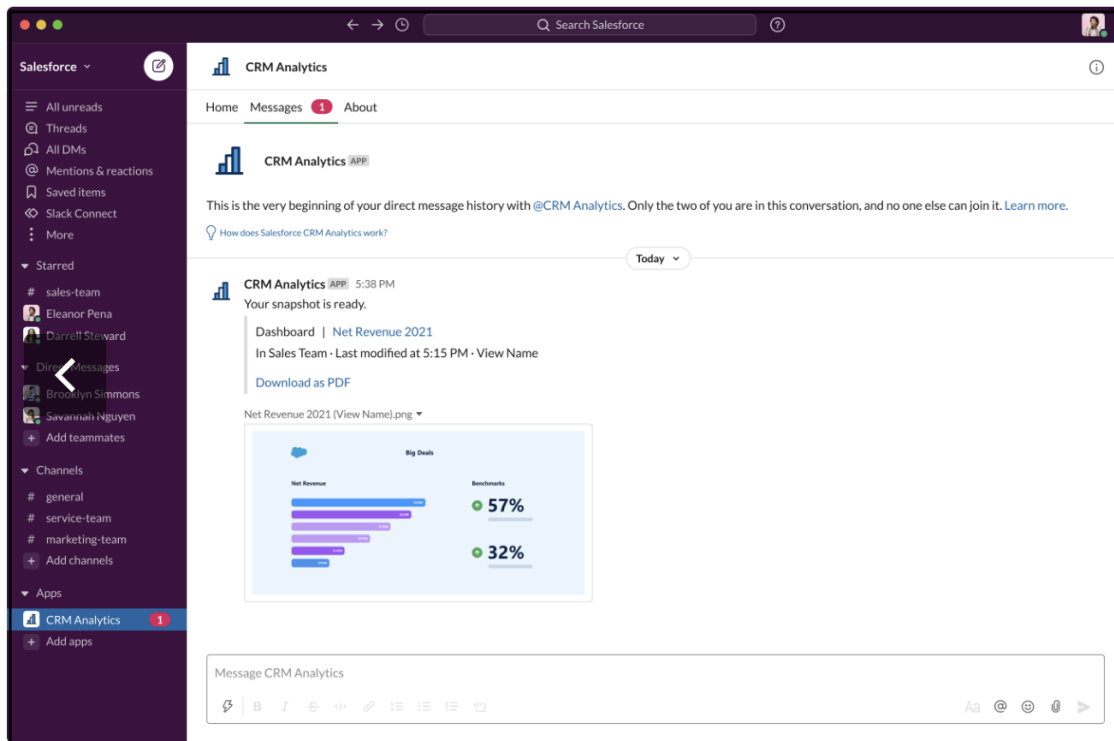 Search Salesforce
Salesforce
All unreads
Threads
All DMs
Mentions & reactions
Saved items
Slack Connect
More
Starred
# sales-team
Eleanor Pena
Darrell Steward
Direct Messages
Brooklyn Simmons
Savannah Nguyen
+ Add teammates
Channels
# general
# service-team
# marketing-team
+ Add channels
Apps
CRM Analytics 1
+ Add apps
CRM Analytics
Home Messages 1 About
CRM Analytics APP
This is the very beginning of your direct message history with @CRM Analytics. Only the two of you are in this conversation, and no one else can join it. Learn more.
How does Salesforce CRM Analytics work?
Today
CRM Analytics APP 5:38 PM
Your snapshot is ready.
Dashboard | Net Revenue 2021
In Sales Team · Last modified at 5:15 PM · View Name
Download as PDF
Net Revenue 2021 (View Name).png
Big Deals
Net Revenue
Benchmarks
57%
32%
Message CRM Analytics
B I S </> Aa @